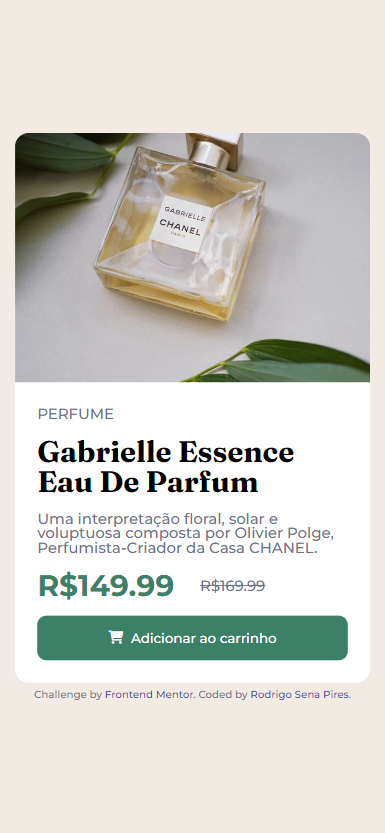 GABRIELLE
CHANEL
PARIS
PERFUME
Gabrielle Essence
Eau De Parfum
Uma interpretação floral, solar e
voluptuosa composta por Olivier Polge,
Perfumista-Criador da Casa CHANEL.
R$149.99 R$169.99
Adicionar ao carrinho
Challenge by Frontend Mentor. Coded by Rodrigo Sena Pires.